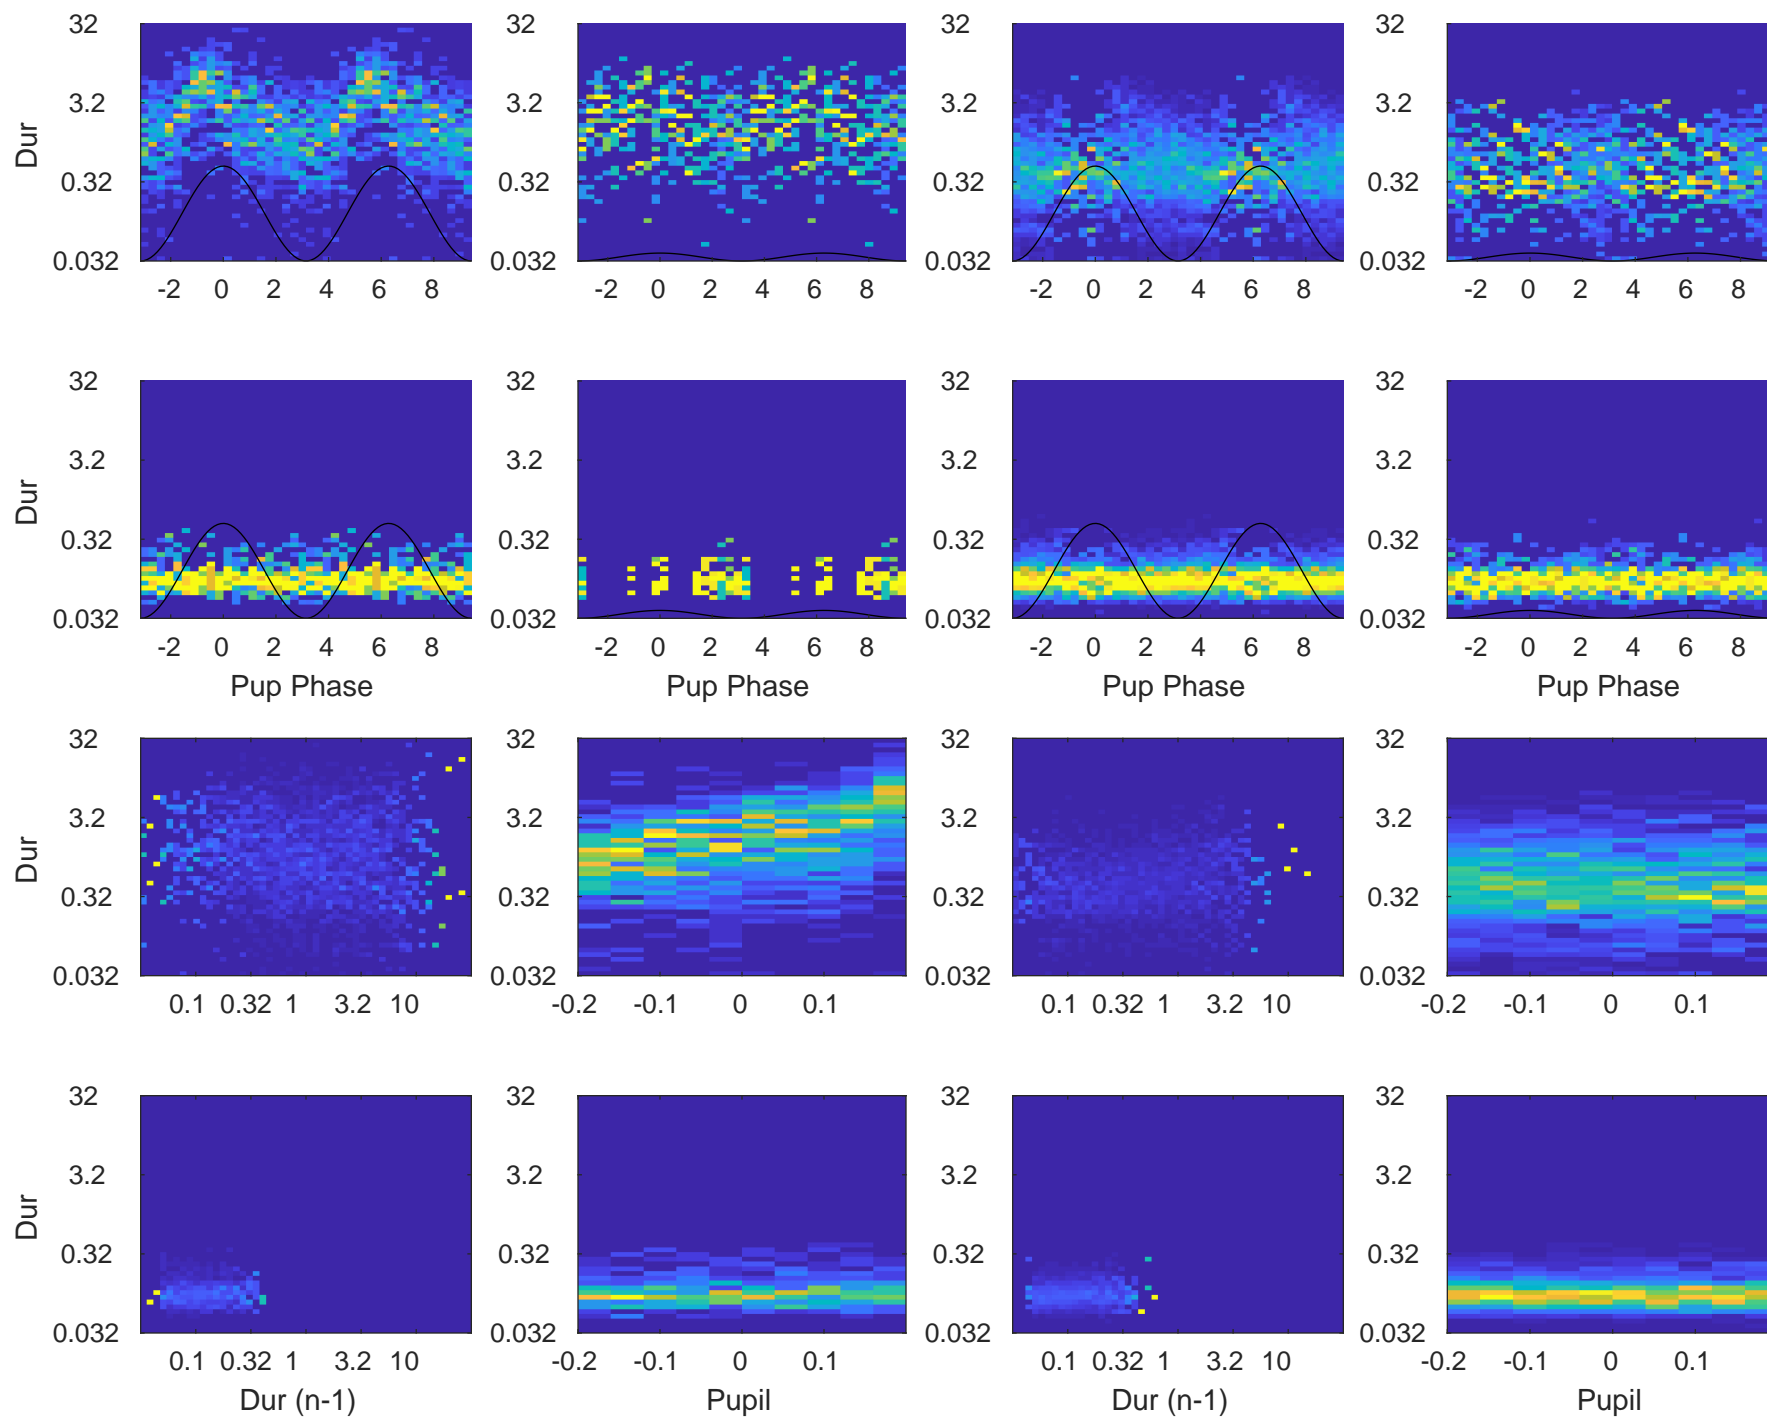 32 32 32 32
Dur 3.2 3.2 3.2 3.2
0.32 0.32 0.32 0.32
0.032 0.032 0.032 0.032
-2 0 2 4 6 8 -2 0 2 4 6 8 -2 0 2 4 6 8 -2 0 2 4 6 8
32 32 32 32
3.2 3.2 3.2 3.2
Dur
0.32 0.32 0.32 0.32
0.032 0.032 0.032 0.032
-2 0 2 4 6 8 -2 0 2 4 6 8 -2 0 2 4 6 8 -2 0 2 4 6 8
Pup Phase Pup Phase Pup Phase Pup Phase
32 32 32 32
3.2 3.2 3.2 3.2
Dur
0.32 0.32 0.32 0.32
0.032 0.032 0.032 0.032
0.1 0.32 1 3.2 10 -0.2 -0.1 0 0.1 0.1 0.32 1 3.2 10 -0.2 -0.1 0 0.1
32 32 32 32
3.2 3.2 3.2 3.2
Dur
0.32 0.32 0.32 0.32
0.032 0.032 0.032 0.032
0.1 0.32 1 3.2 10 -0.2 -0.1 0 0.1 0.1 0.32 1 3.2 10 -0.2 -0.1 0 0.1
Dur (n-1) Pupil Dur (n-1) Pupil